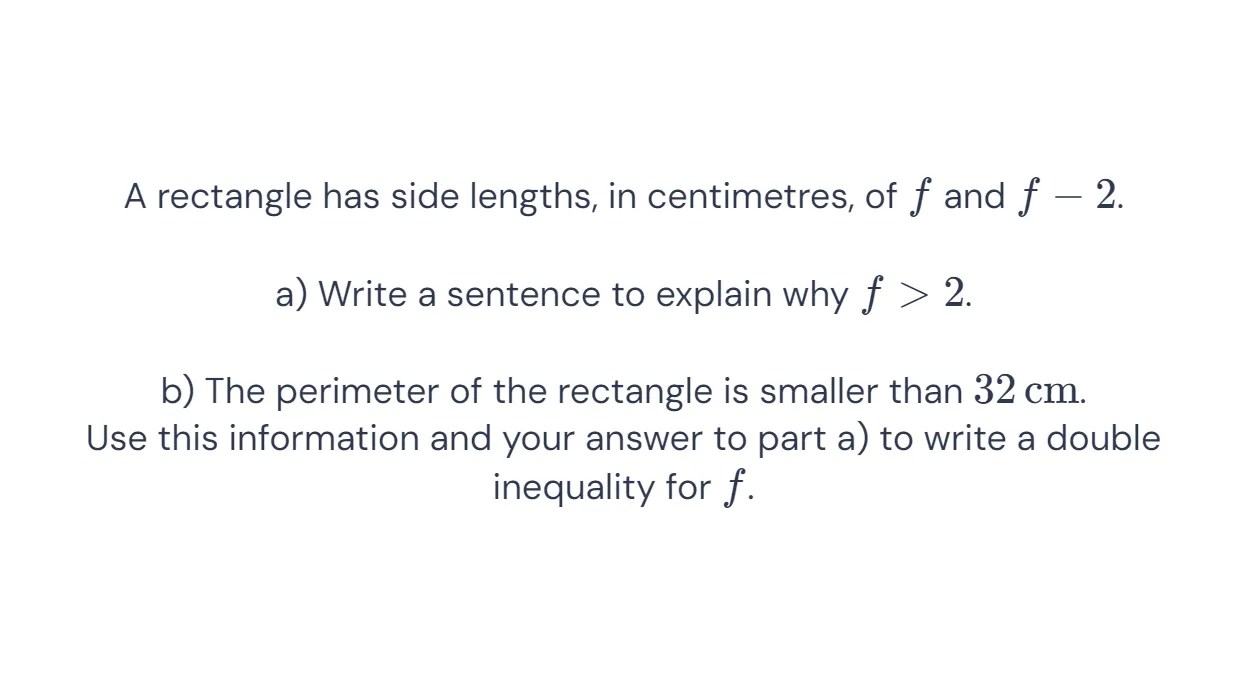 A rectangle has side lengths, in centimetres, of f and f − 2.
a) Write a sentence to explain why f > 2.
b) The perimeter of the rectangle is smaller than 32 cm.
Use this information and your answer to part a) to write a double
inequality for f.